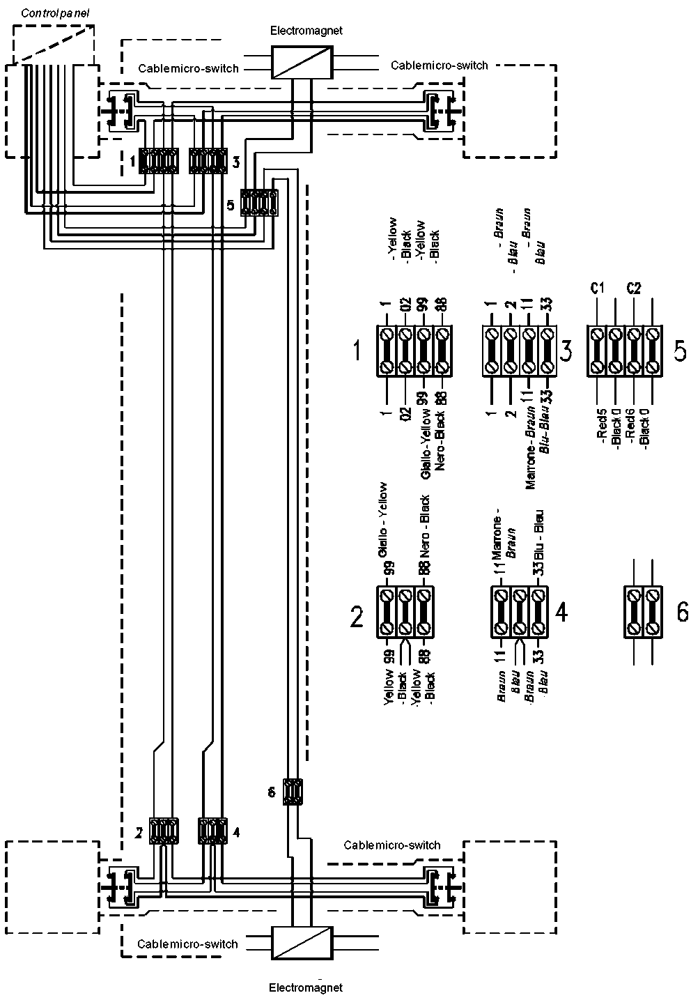 Controlpanel
Electromagnet
Cablemicro-switch
Cablemicro-switch
1
3
5
-Yellow
-Black
-Yellow
-Black
- Braun
- Blau
- Braun
Blau
1
02
99
88
1
2
11
33
C1
C2
1
3
5
1
02
99
88
1
2
11
33
Giallo-Yellow
Nero-Black
Marrone-Braun
Blu-Blau
-Red5
-Black0
-Red6
-Black0
Giallo - Yellow
Nero - Black
Marrone -
Braun
Blu - Blau
99
88
11
33
2
4
6
99
88
11
33
Yellow
-Black
-Yellow
-Black
Braun
Blau
-Braun
-Blau
6
2
4
Cablemicro-switch
Cablemicro-switch
Electromagnet